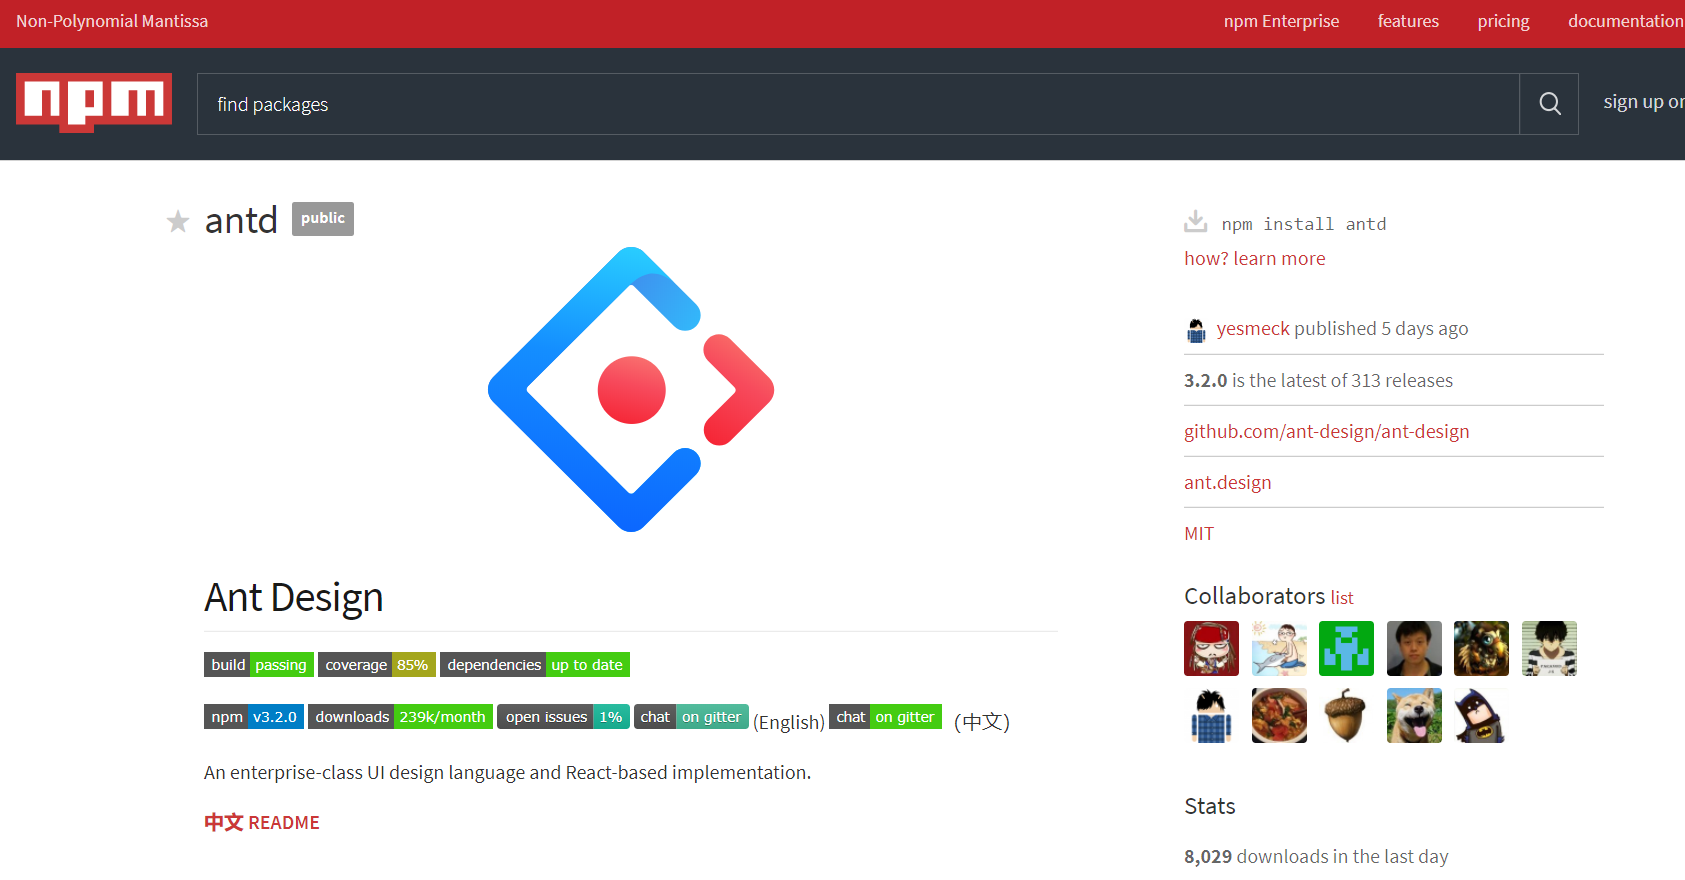 Non-Polynomial Mantissa
npm Enterprise features pricing documentation
npm
find packages
sign up or
antd public
npm install antd
how? learn more
yesmeck published 5 days ago
3.2.0 is the latest of 313 releases
github.com/ant-design/ant-design
ant.design
MIT
Collaborators list
Stats
8,029 downloads in the last day
Ant Design
build passing coverage 85% dependencies up to date
npm v3.2.0 downloads 239k/month open issues 1% chat on gitter (English) chat on gitter (中文)
An enterprise-class UI design language and React-based implementation.
中文 README